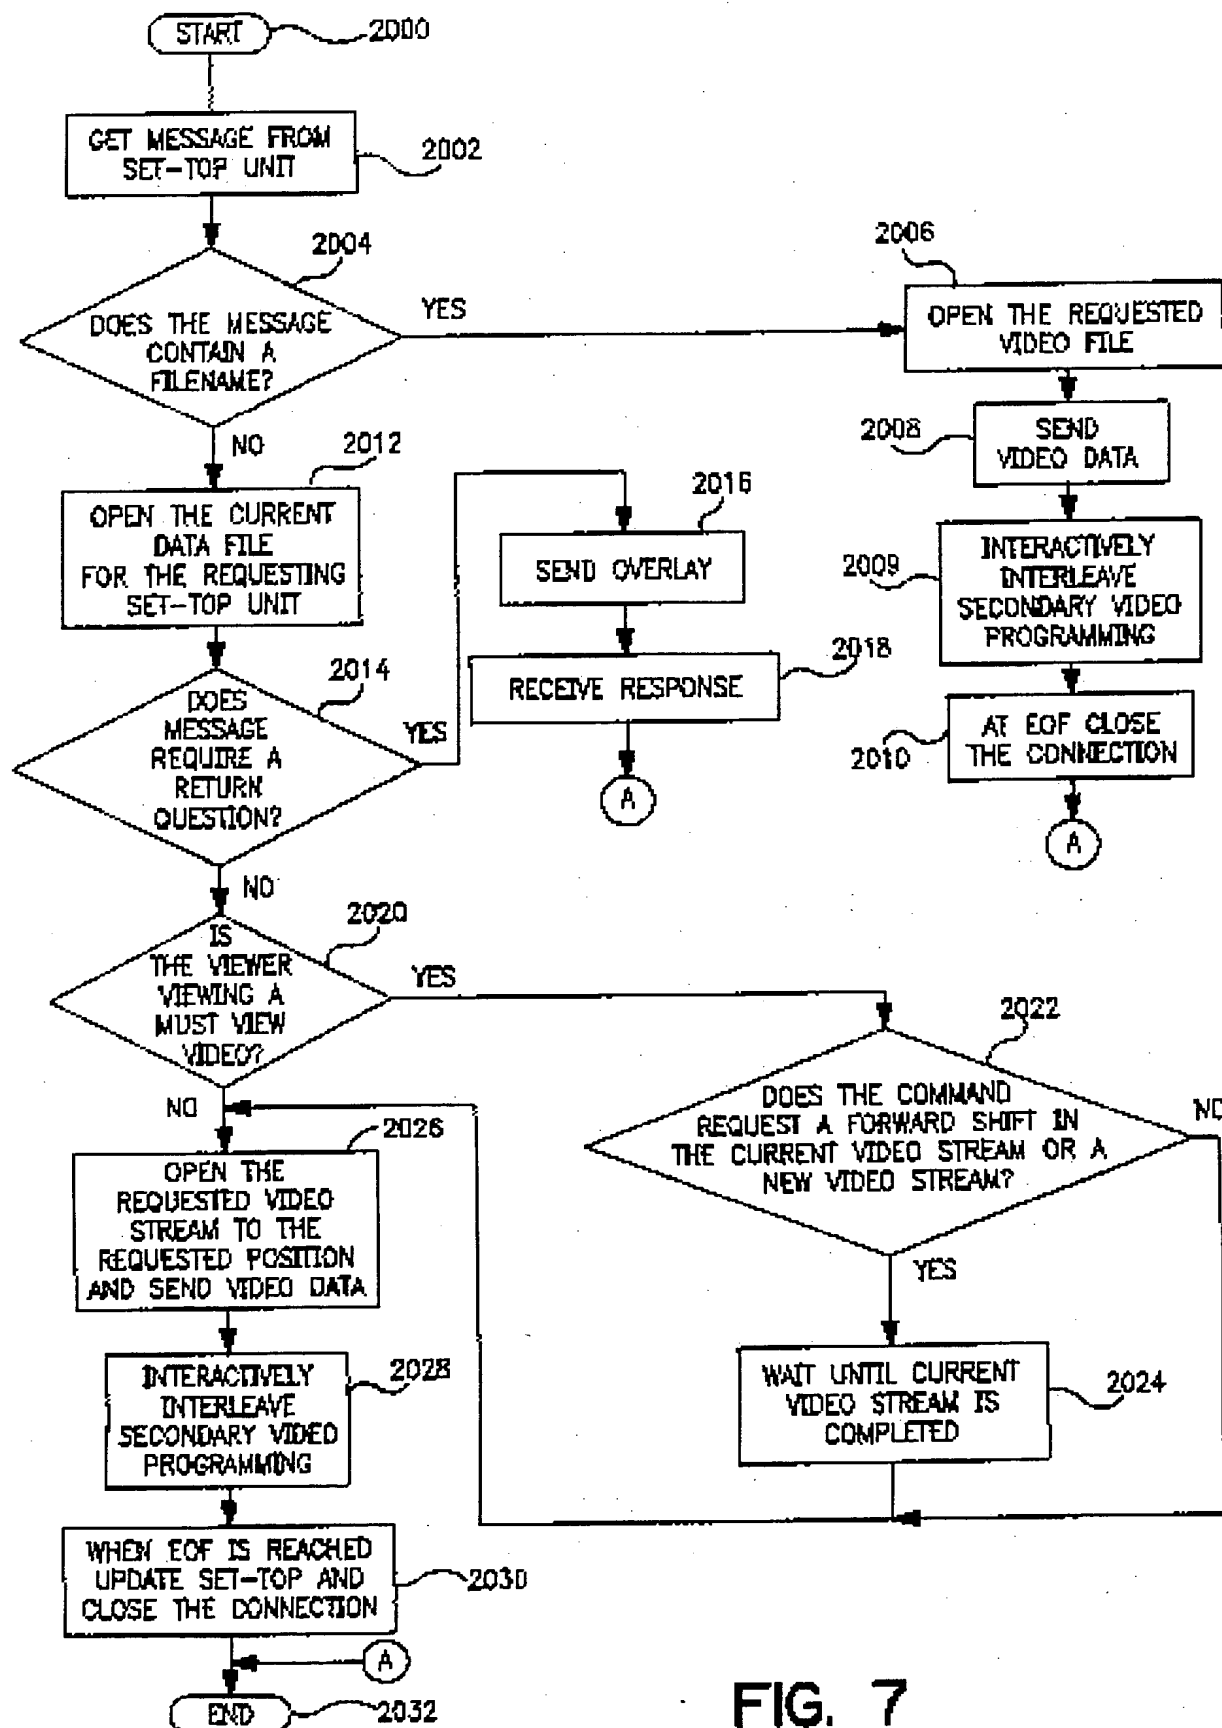 START
2000
GET MESSAGE FROM
SET-TOP UNIT
2002
2004
DOES THE MESSAGE
CONTAIN A
FILENAME?
YES
2006
OPEN THE REQUESTED
VIDEO FILE
2008
SEND
VIDEO DATA
2009
INTERACTIVELY
INTERLEAVE
SECONDARY VIDEO
PROGRAMMING
2010
AT EOF CLOSE
THE CONNECTION
A
NO
2012
OPEN THE CURRENT
DATA FILE
FOR THE REQUESTING
SET-TOP UNIT
2014
DOES
MESSAGE
REQUIRE A
RETURN
QUESTION?
YES
2016
SEND OVERLAY
2018
RECEIVE RESPONSE
A
NO
2020
IS
THE VIEWER
VIEWING A
MUST VIEW
VIDEO?
YES
2022
DOES THE COMMAND
REQUEST A FORWARD SHIFT IN
THE CURRENT VIDEO STREAM OR A
NEW VIDEO STREAM?
NO
YES
2024
WAIT UNTIL CURRENT
VIDEO STREAM IS
COMPLETED
NO
2026
OPEN THE
REQUESTED VIDEO
STREAM TO THE
REQUESTED POSITION
AND SEND VIDEO DATA
2028
INTERACTIVELY
INTERLEAVE
SECONDARY VIDEO
PROGRAMMING
WHEN EOF IS REACHED
UPDATE SET-TOP AND
CLOSE THE CONNECTION
2030
A
END
2032
FIG. 7